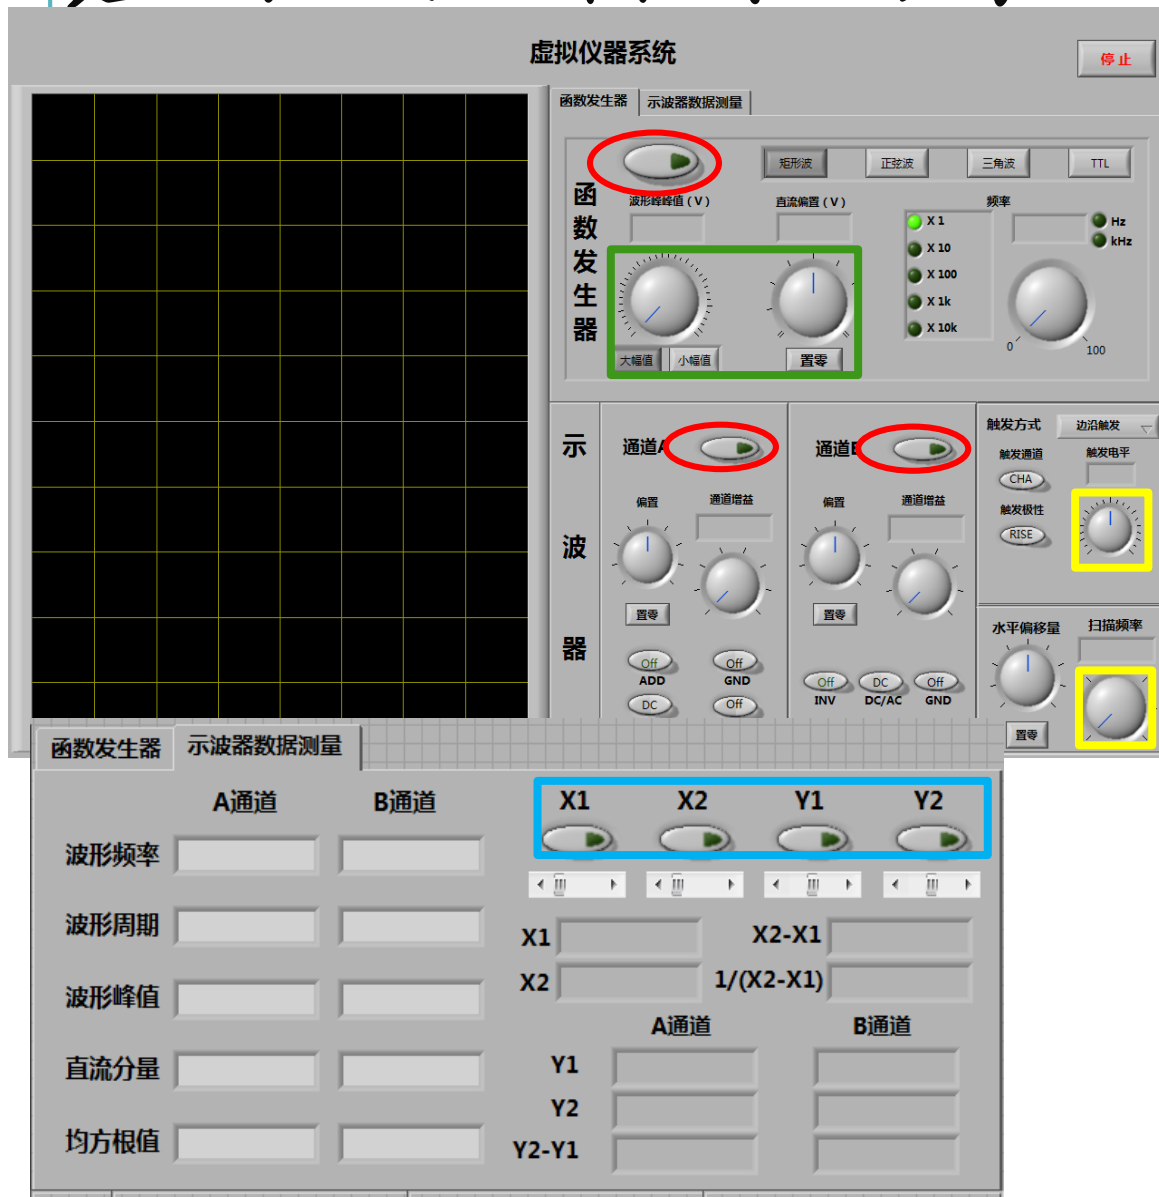 虚拟仪器系统
停止
函数发生器 示波器数据测量
函数发生器
矩形波 正弦波 三角波 TTL
波形峰峰值(V) 直流偏置(V) 频率
X 1
X 10
X 100
X 1k
X 10k
Hz
kHz
0 100
大幅值 小幅值 置零
示波器
通道A 通道B
偏置 通道增益 偏置 通道增益
置零 置零
Off ADD
Off GND
DC Off
Off INV
DC DC/AC
Off GND
触发方式 边沿触发
触发通道 触发电平
CHA
触发极性
RISE
水平偏移量 扫描频率
置零
函数发生器 示波器数据测量
A通道 B通道
波形频率
波形周期
波形峰值
直流分量
均方根值
X1 X2 Y1 Y2
X1 X2-X1
X2 1/(X2-X1)
A通道 B通道
Y1
Y2
Y2-Y1